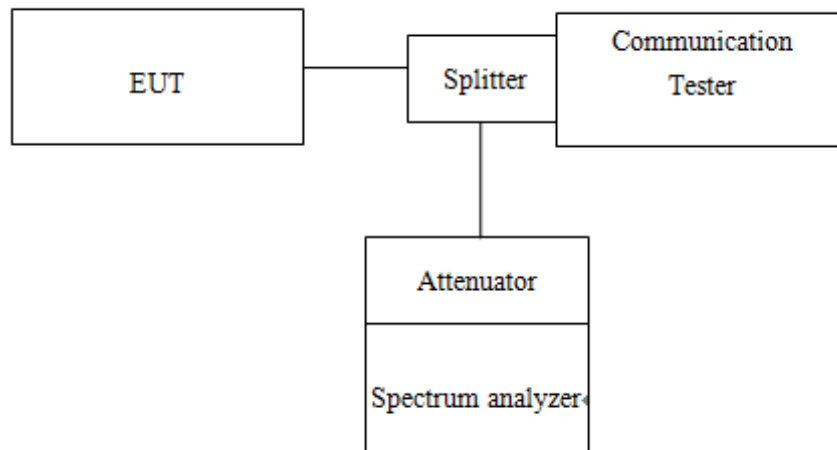 EUT
Splitter
Communication
Tester
Attenuator
Spectrum analyzer